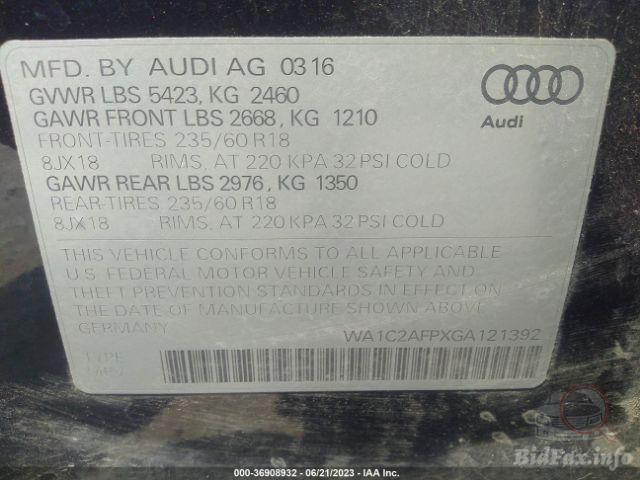 MFD. BY AUDI AG 03 16
GVWR LBS 5423, KG 2460
GAWR FRONT LBS 2668, KG 1210
FRONT-TIRES 235/60 R18
8JX18 RIMS, AT 220 KPA 32 PSI COLD
GAWR REAR LBS 2976, KG 1350
REAR-TIRES 235/60 R18
8JX18 RIMS, AT 220 KPA 32 PSI COLD
Audi
THIS VEHICLE CONFORMS TO ALL APPLICABLE
U.S. FEDERAL MOTOR VEHICLE SAFETY AND
THEFT PREVENTION STANDARDS IN EFFECT
ON THE DATE OF MANUFACTURE SHOWN ABOVE.
GERMANY
WA1C2AFPXGA121392
TYPE
MPV
BidFax.info
000-36908932 - 06/21/2023 - IAA Inc.